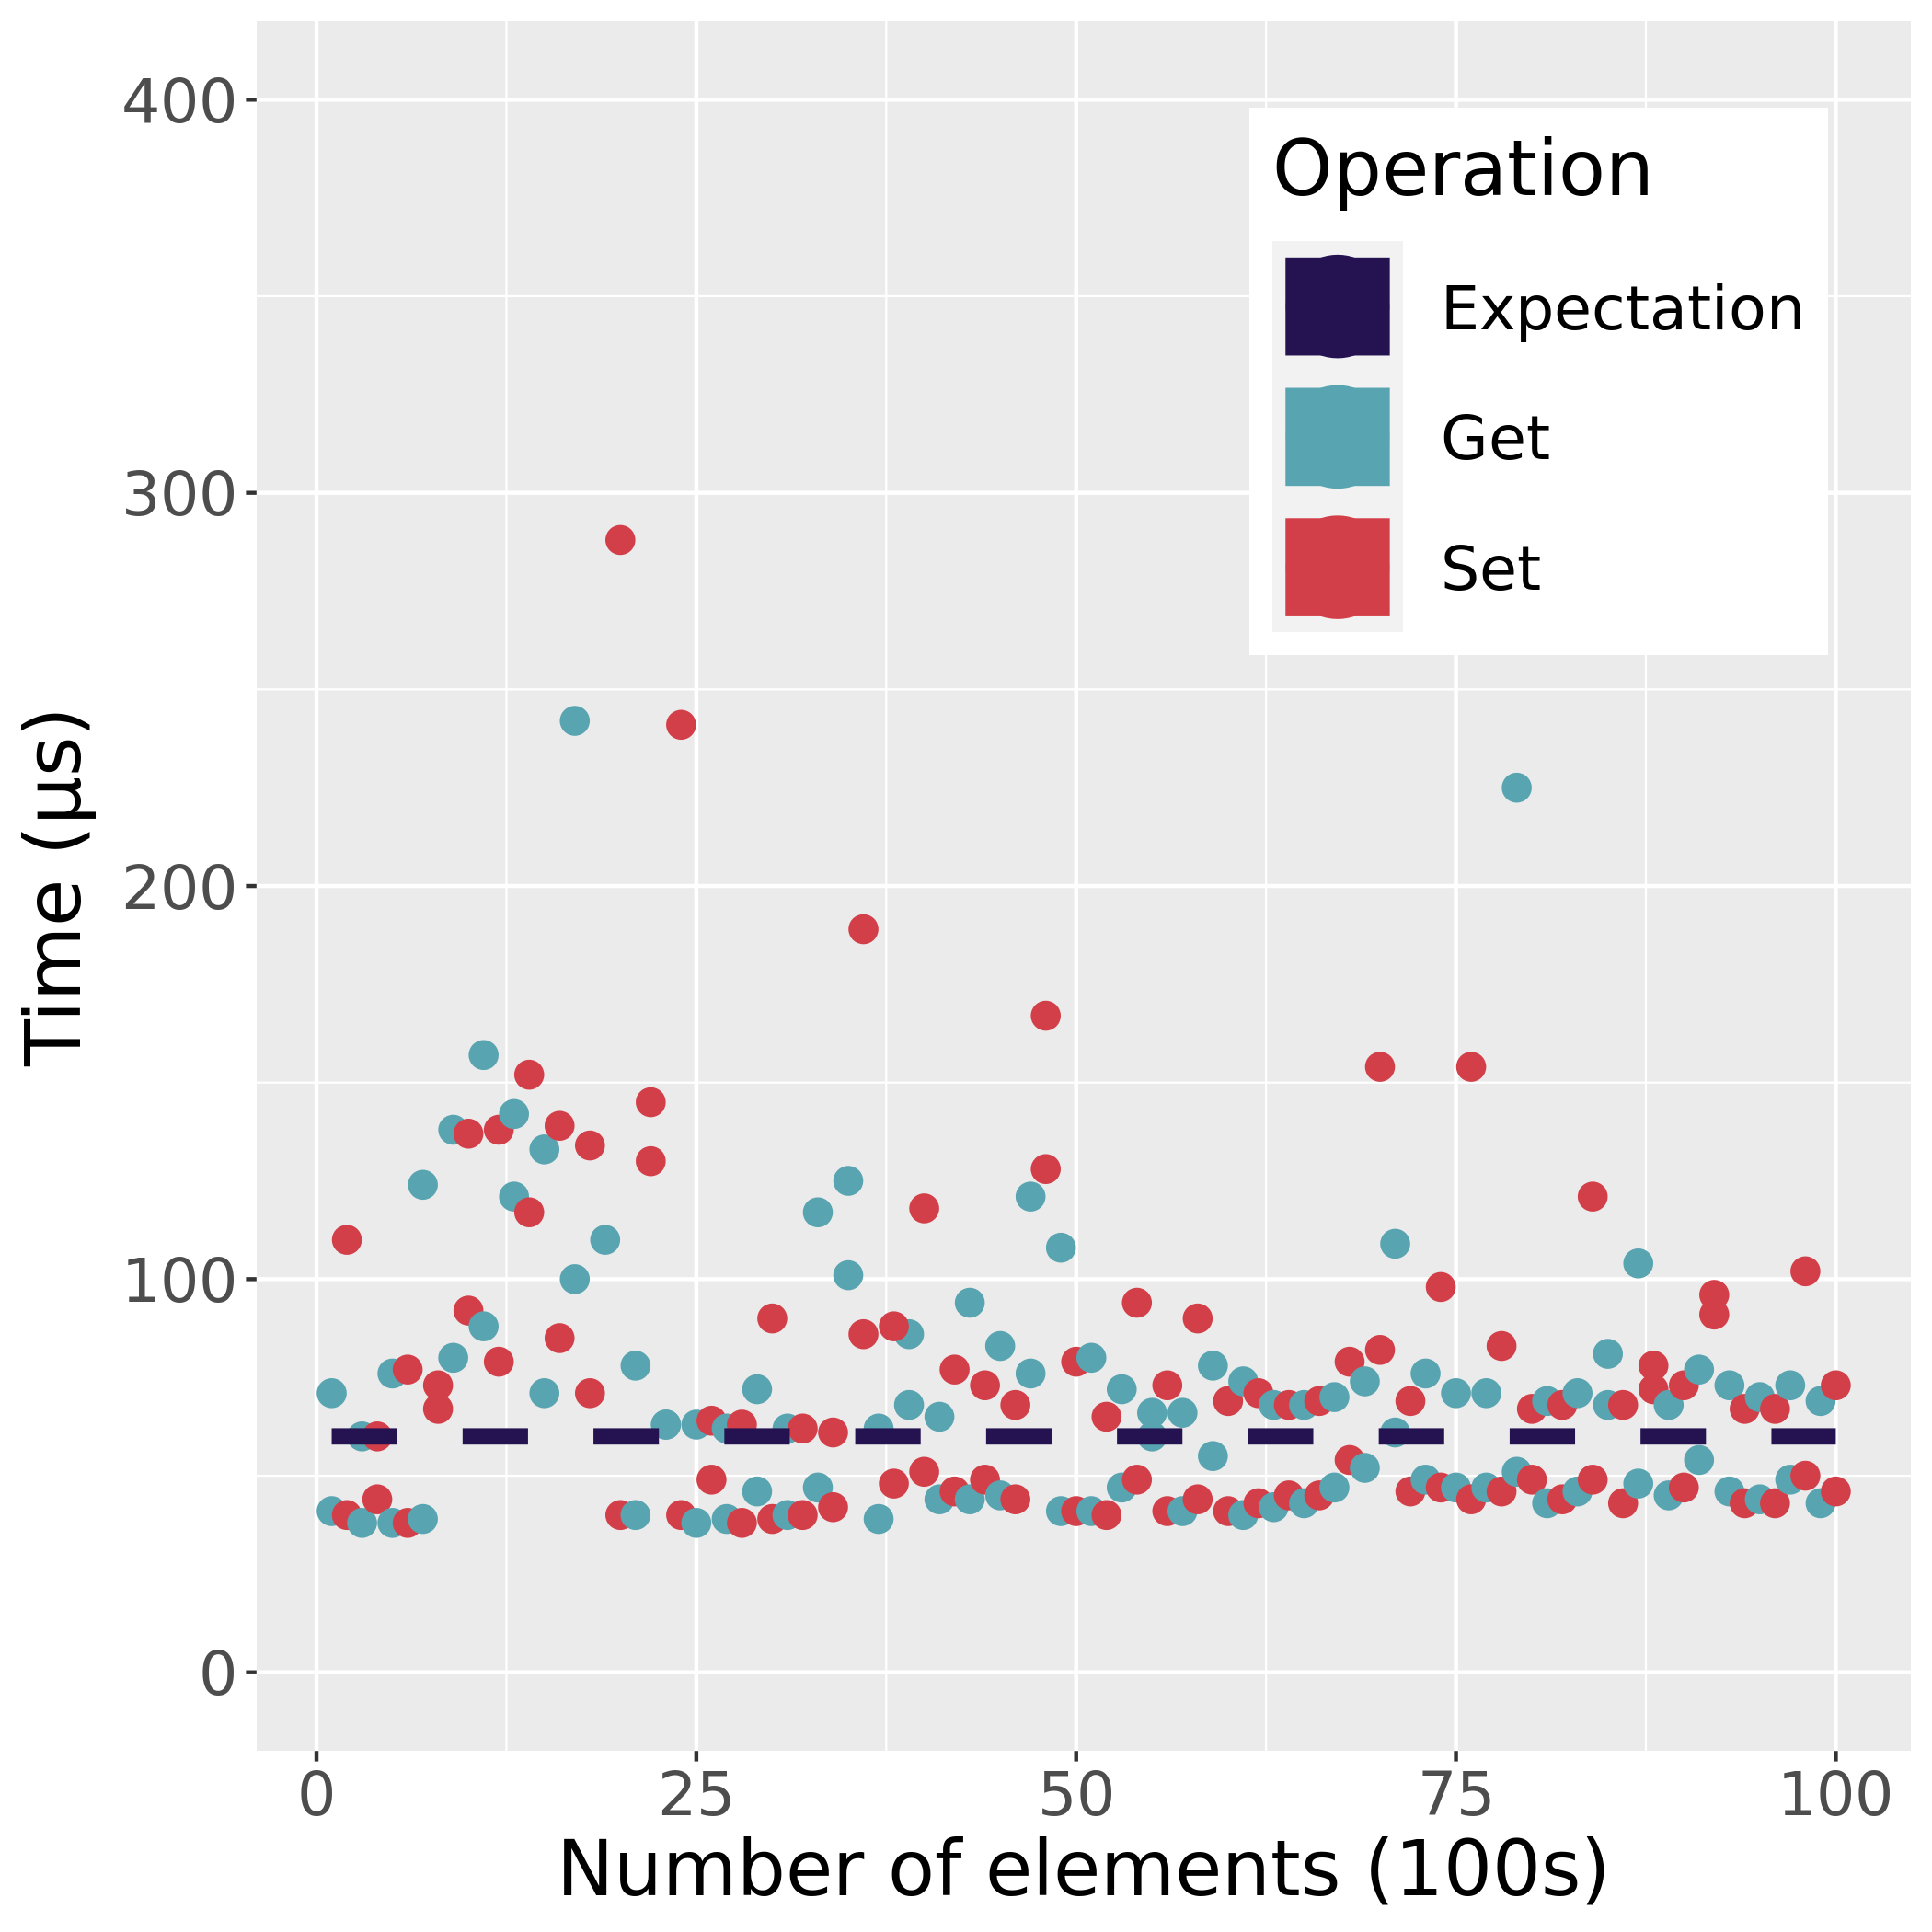 400
300
200
100
0
Time (µs)
Operation
Expectation
Get
Set
0 25 50 75 100
Number of elements (100s)